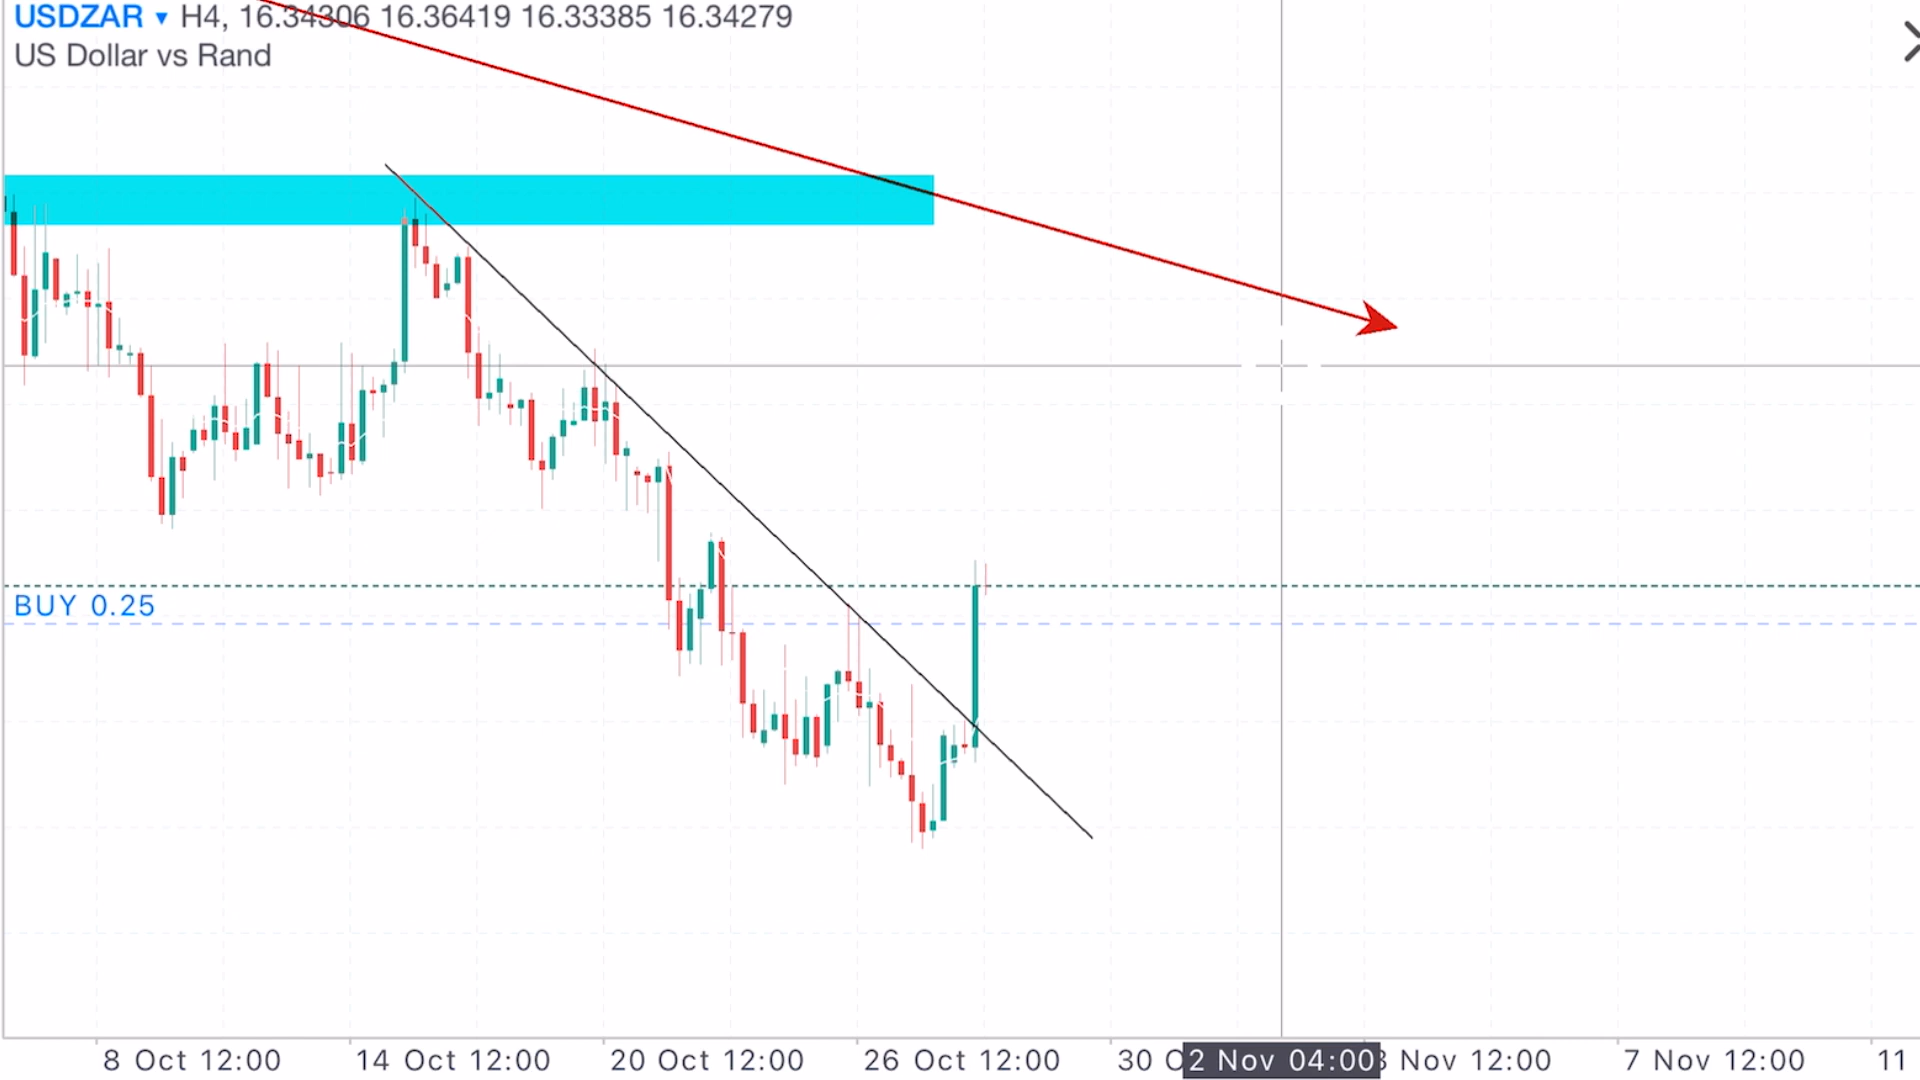 USDZAR ▾ H4, 16.34306 16.36419 16.33385 16.34279
US Dollar vs Rand
BUY 0.25
8 Oct 12:00 14 Oct 12:00 20 Oct 12:00 26 Oct 12:00 30 O 2 Nov 04:00 Nov 12:00 7 Nov 12:00 11